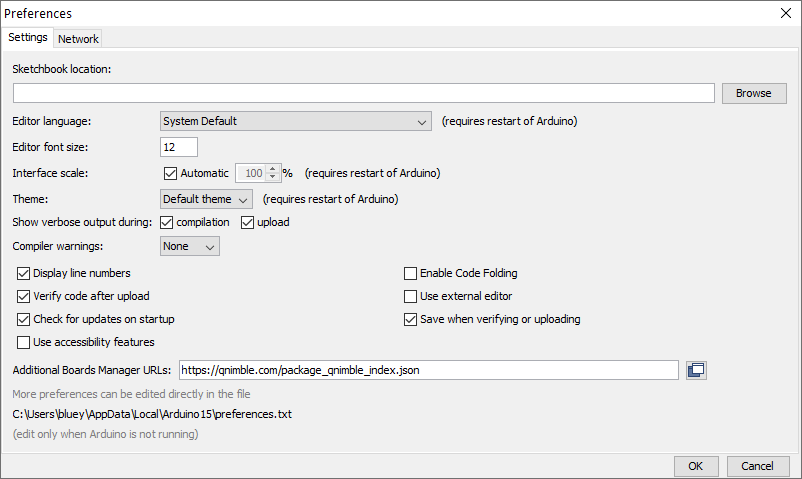 Preferences
Settings Network
Sketchbook location:
Browse
Editor language: System Default (requires restart of Arduino)
Editor font size: 12
Interface scale: Automatic 100 % (requires restart of Arduino)
Theme: Default theme (requires restart of Arduino)
Show verbose output during: compilation upload
Compiler warnings: None
Display line numbers Enable Code Folding
Verify code after upload Use external editor
Check for updates on startup Save when verifying or uploading
Use accessibility features
Additional Boards Manager URLs: https://qnimble.com/package_qnimble_index.json
More preferences can be edited directly in the file
C:\Users\bluey\AppData\Local\Arduino15\preferences.txt
(edit only when Arduino is not running)
OK Cancel